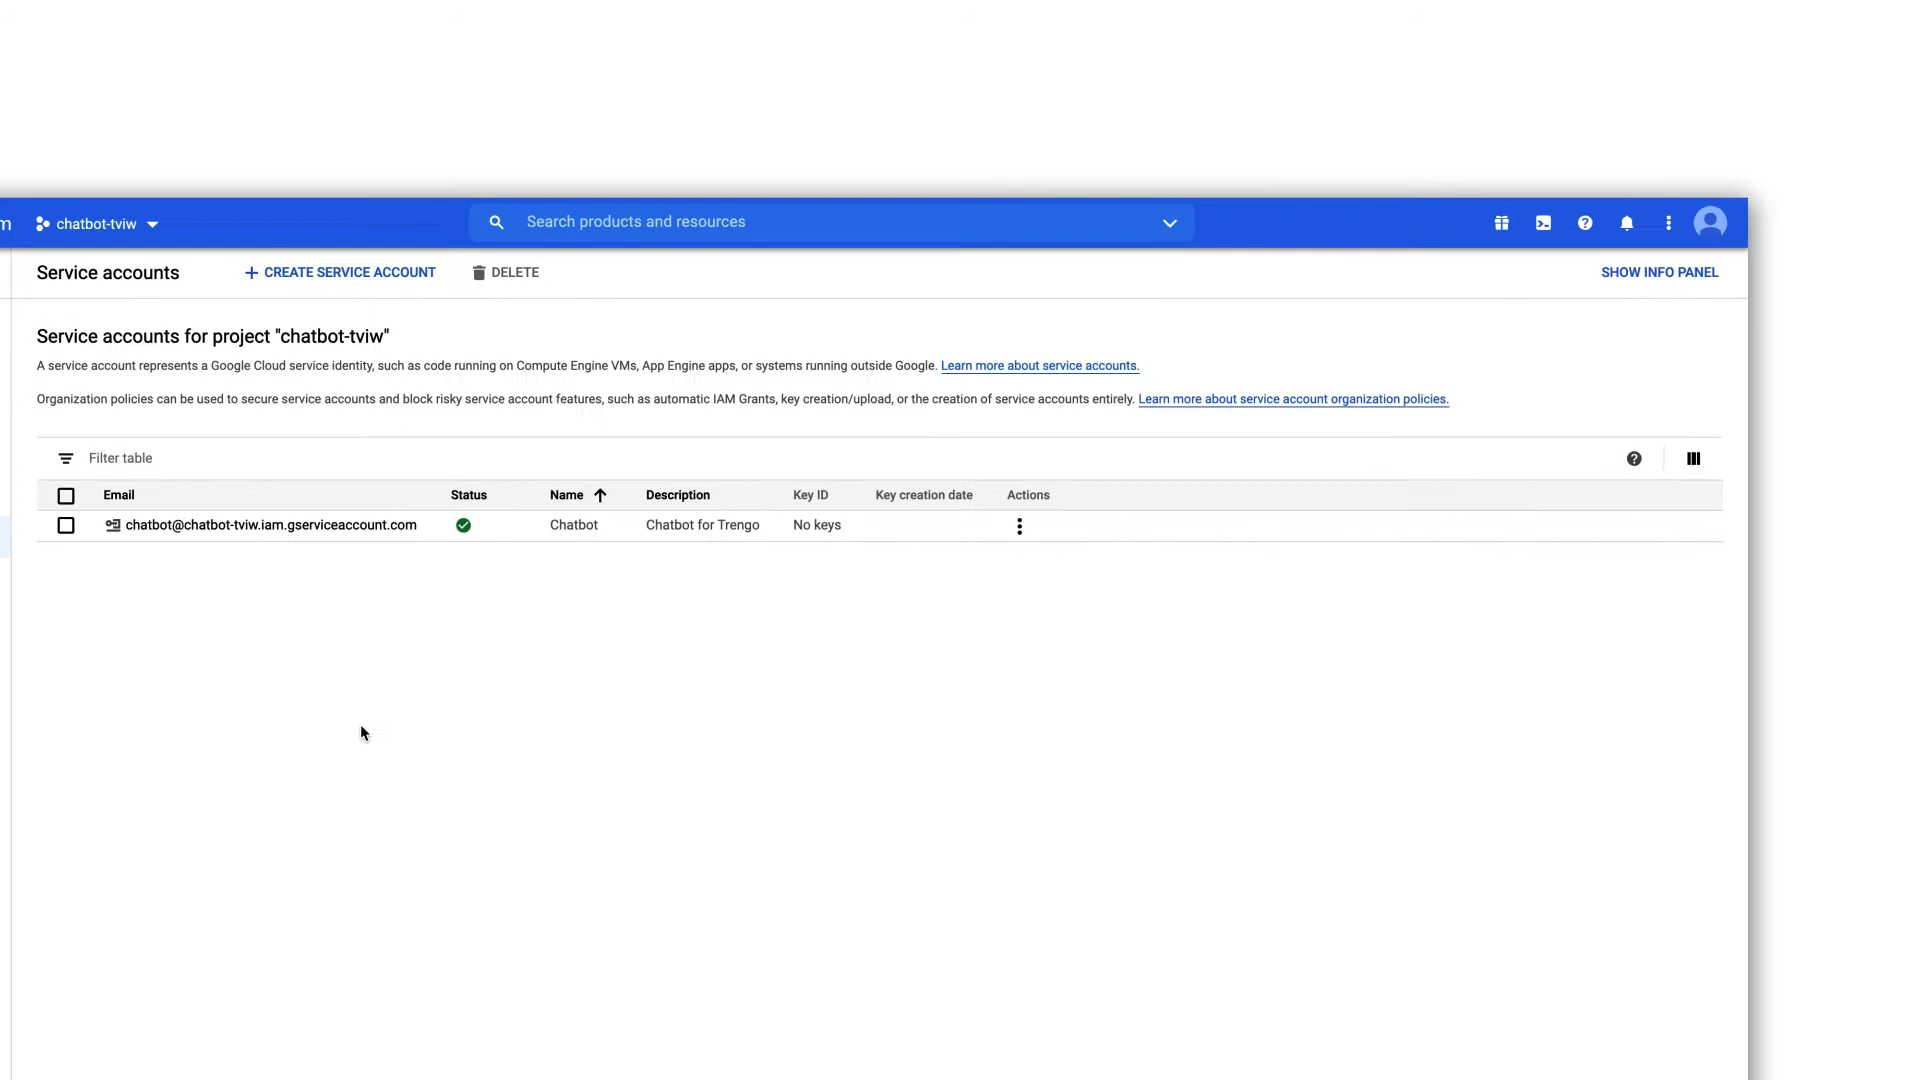 m chatbot-tviw Search products and resources
Service accounts CREATE SERVICE ACCOUNT DELETE SHOW INFO PANEL
Service accounts for project "chatbot-tviw"
A service account represents a Google Cloud service identity, such as code running on Compute Engine VMs, App Engine apps, or systems running outside Google. Learn more about service accounts.
Organization policies can be used to secure service accounts and block risky service account features, such as automatic IAM Grants, key creation/upload, or the creation of service accounts entirely. Learn more about service account organization policies.
Filter table
Email Status Name Description Key ID Key creation date Actions
chatbot@chatbot-tviw.iam.gserviceaccount.com Chatbot Chatbot for Trengo No keys